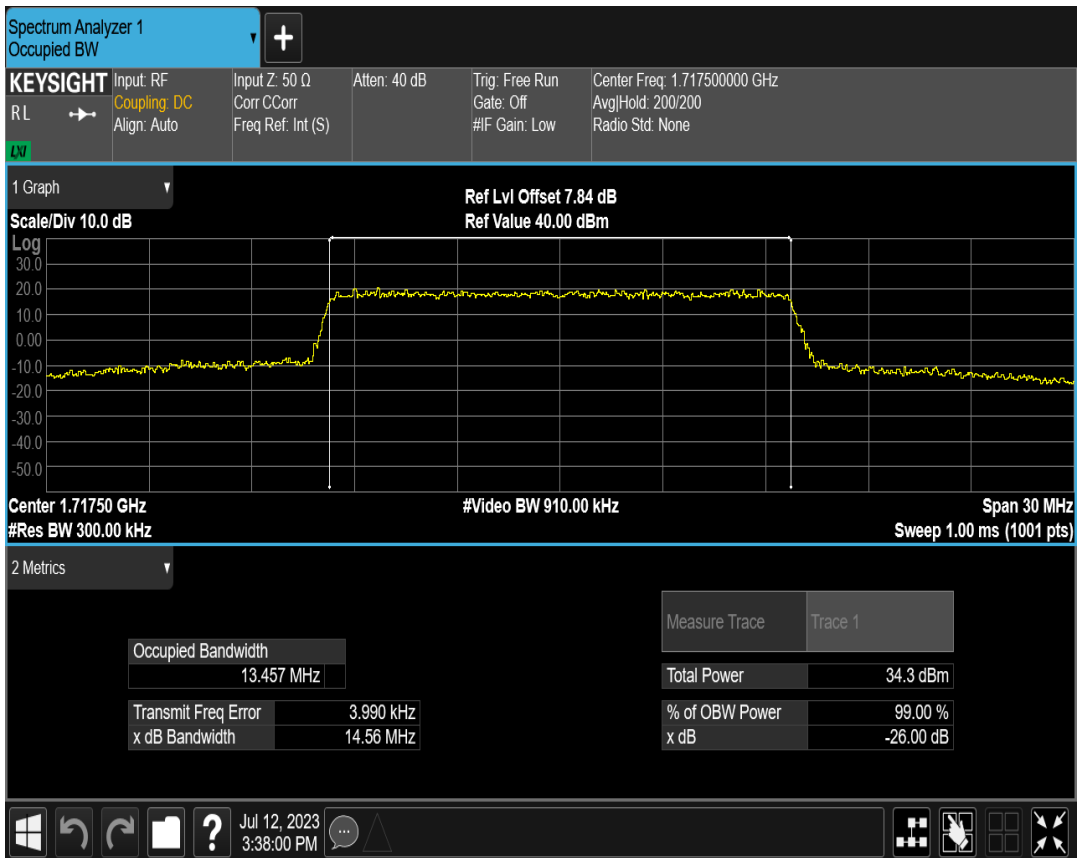 Spectrum Analyzer 1
Occupied BW
+
KEYSIGHT
RL
LXI
Input: RF
Coupling: DC
Align: Auto
Input Z: 50 Ω
Corr CCorr
Freq Ref: Int (S)
Atten: 40 dB
Trig: Free Run
Gate: Off
#IF Gain: Low
Center Freq: 1.717500000 GHz
Avg|Hold: 200/200
Radio Std: None
1 Graph
Scale/Div 10.0 dB
Ref Lvl Offset 7.84 dB
Ref Value 40.00 dBm
Log
30.0
20.0
10.0
0.00
-10.0
-20.0
-30.0
-40.0
-50.0
Center 1.71750 GHz
#Res BW 300.00 kHz
#Video BW 910.00 kHz
Span 30 MHz
Sweep 1.00 ms (1001 pts)
2 Metrics
Occupied Bandwidth
13.457 MHz
Transmit Freq Error 3.990 kHz
x dB Bandwidth 14.56 MHz
Measure Trace Trace 1
Total Power 34.3 dBm
% of OBW Power 99.00 %
x dB -26.00 dB
?
Jul 12, 2023
3:38:00 PM